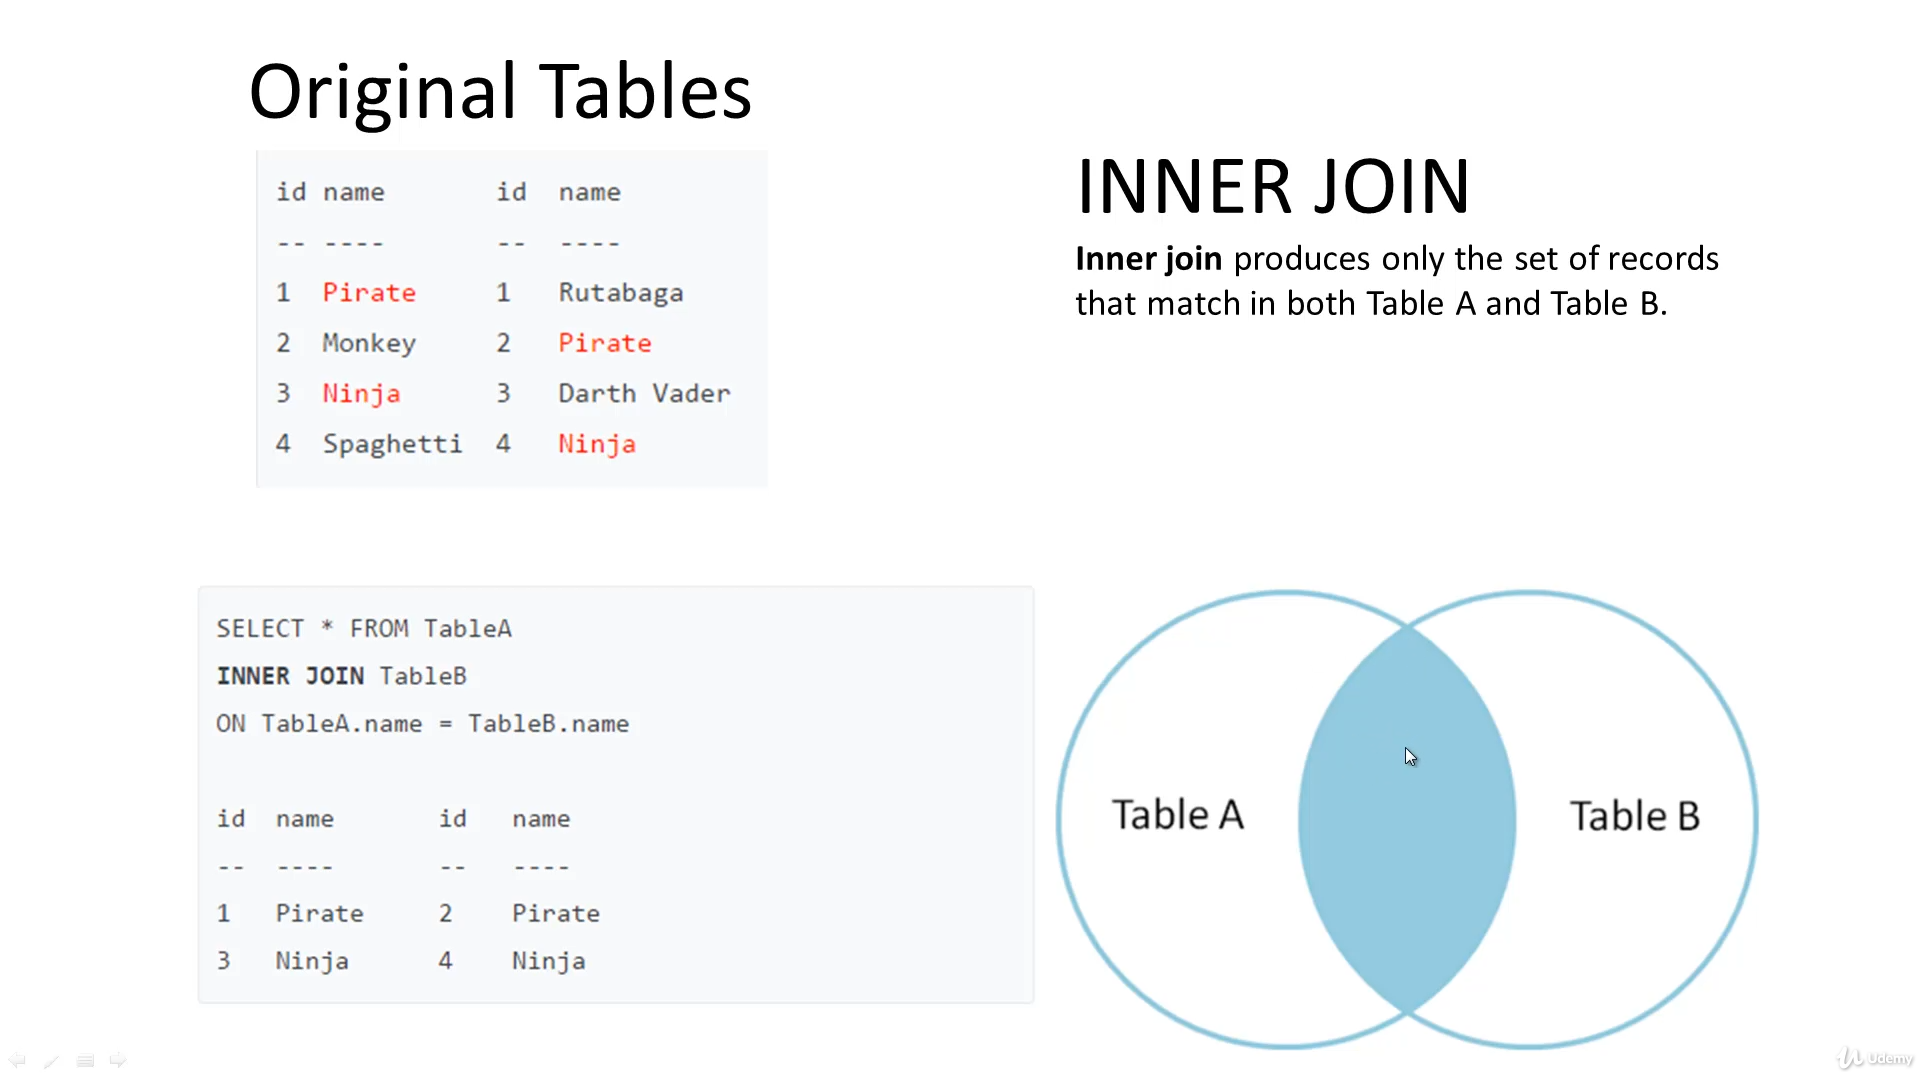 Original Tables
id name id name
-- ---- -- ----
1 Pirate 1 Rutabaga
2 Monkey 2 Pirate
3 Ninja 3 Darth Vader
4 Spaghetti 4 Ninja
INNER JOIN
Inner join produces only the set of records
that match in both Table A and Table B.
SELECT * FROM TableA
INNER JOIN TableB
ON TableA.name = TableB.name
id name id name
-- ---- -- ----
1 Pirate 2 Pirate
3 Ninja 4 Ninja
Table A
Table B
Udemy